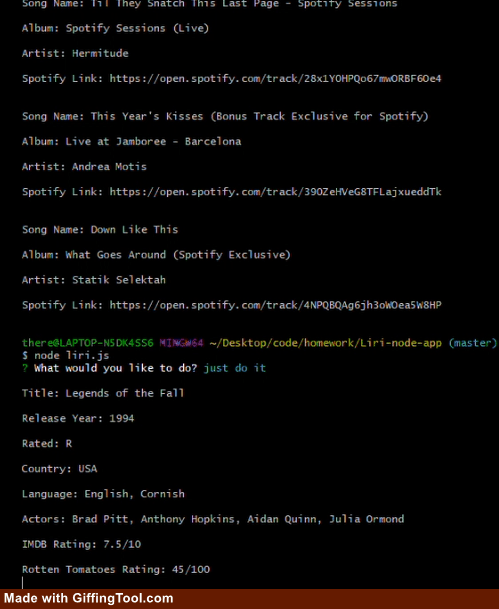 Song Name: Til They Snatch This Last Page - Spotify Sessions
Album: Spotify Sessions (Live)
Artist: Hermitude
Spotify Link: https://open.spotify.com/track/28x1Y0HPQo67mwORBF6Oe4
Song Name: This Year's Kisses (Bonus Track Exclusive for Spotify)
Album: Live at Jamboree - Barcelona
Artist: Andrea Motis
Spotify Link: https://open.spotify.com/track/39OZeHVeG8TFLajxueddTk
Song Name: Down Like This
Album: What Goes Around (Spotify Exclusive)
Artist: Statik Selektah
Spotify Link: https://open.spotify.com/track/4NPQBQAg6jh3oWOea5W8HP
there@LAPTOP-N5DK4SS6 MINGW64 ~/Desktop/code/homework/Liri-node-app (master)
$ node liri.js
? What would you like to do? just do it
Title: Legends of the Fall
Release Year: 1994
Rated: R
Country: USA
Language: English, Cornish
Actors: Brad Pitt, Anthony Hopkins, Aidan Quinn, Julia Ormond
IMDB Rating: 7.5/10
Rotten Tomatoes Rating: 45/100
Made with GiffingTool.com